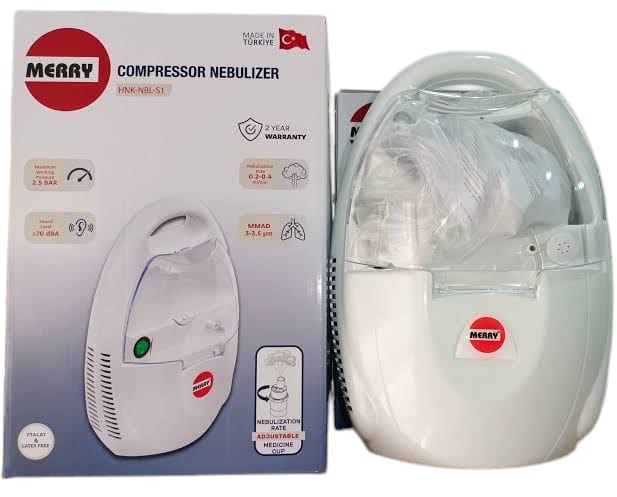 MERRY
MADE IN
TÜRKİYE
COMPRESSOR NEBULIZER
HNK-NBL-S1
2 YEAR
WARRANTY
Maximum
Working
Pressure
2.5 BAR
Nebulization
Rate
0.2-0.4
ml/min
Sound
Level
≤70 dBA
MMAD
3-3.5 µm
MERRY
NEBULIZATION
RATE
ADJUSTABLE
MEDICINE
CUP
FTALAT
&
LATEX FREE
MERRY